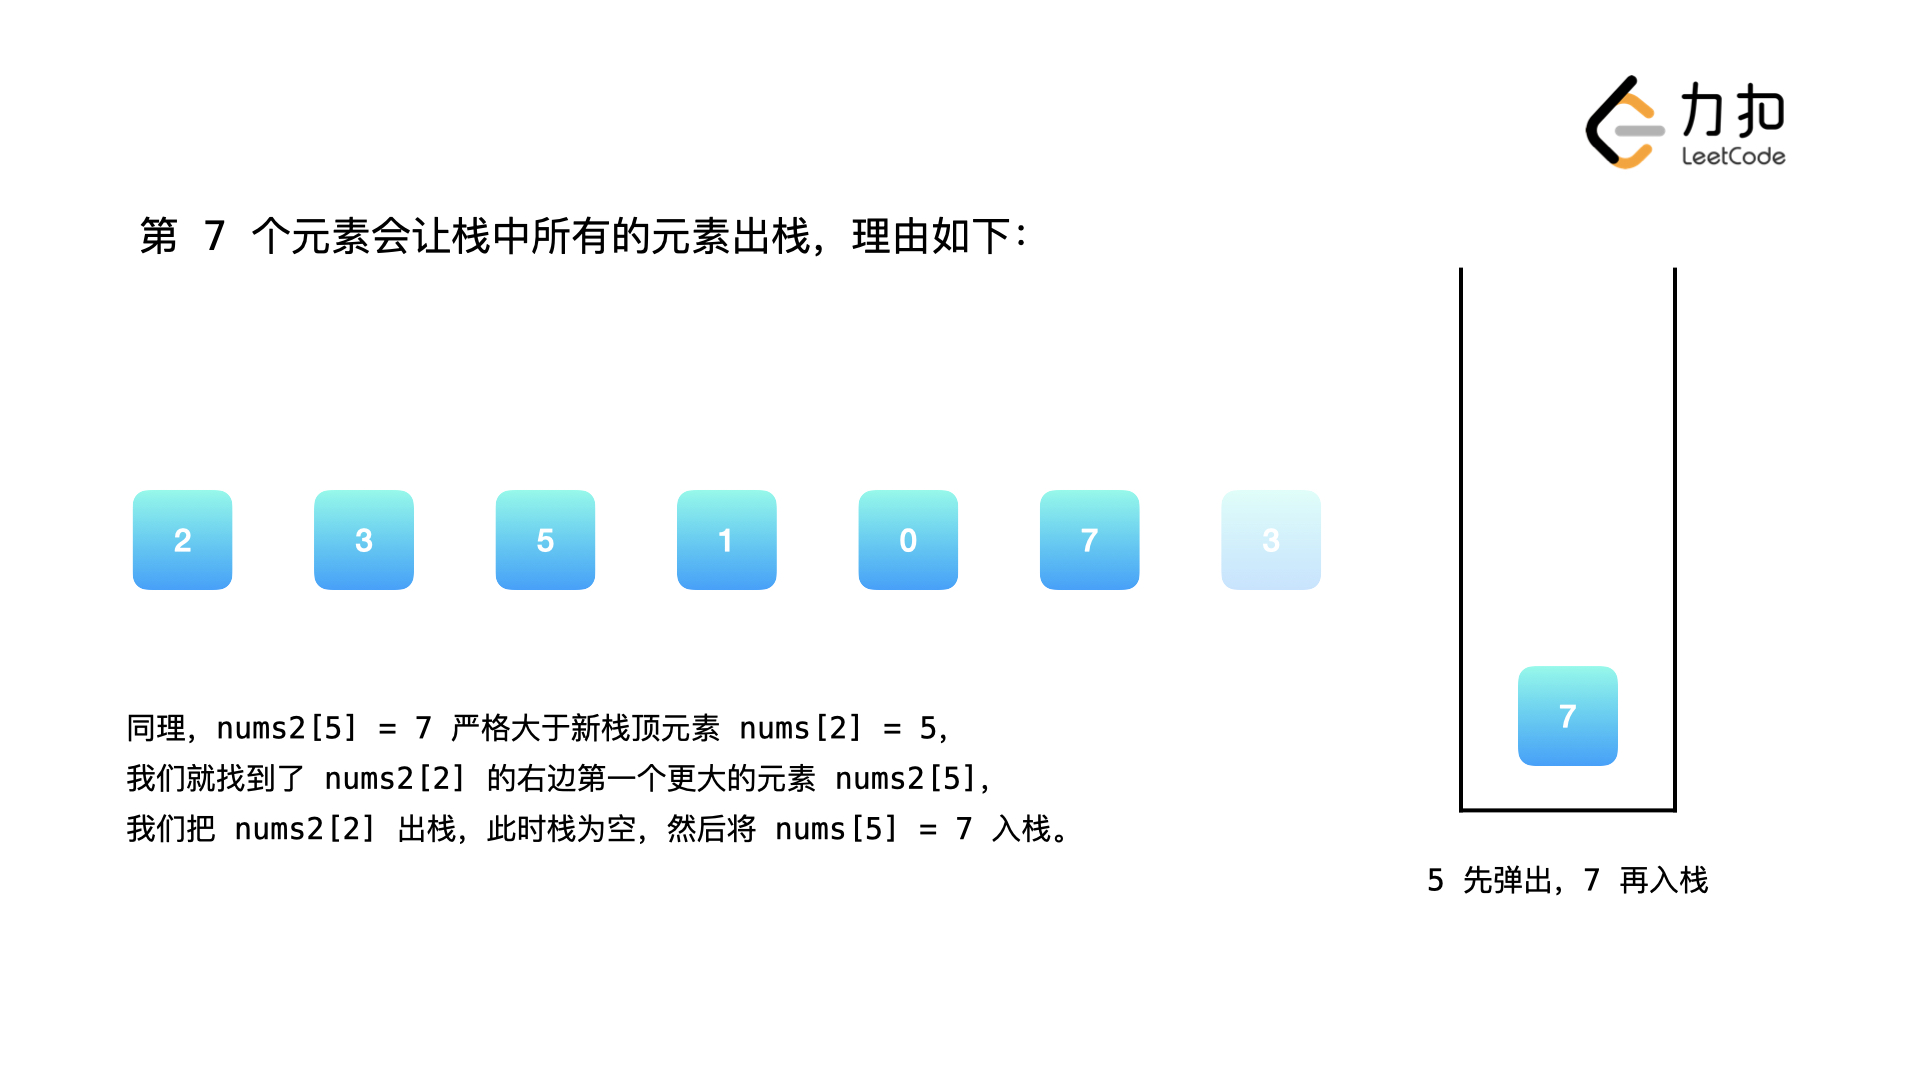 力扣
LeetCode
第 7 个元素会让栈中所有的元素出栈，理由如下：
2 3 5 1 0 7 3
7
同理，nums2[5] = 7 严格大于新栈顶元素 nums[2] = 5，
我们就找到了 nums2[2] 的右边第一个更大的元素 nums2[5]，
我们把 nums2[2] 出栈，此时栈为空，然后将 nums[5] = 7 入栈。
5 先弹出，7 再入栈